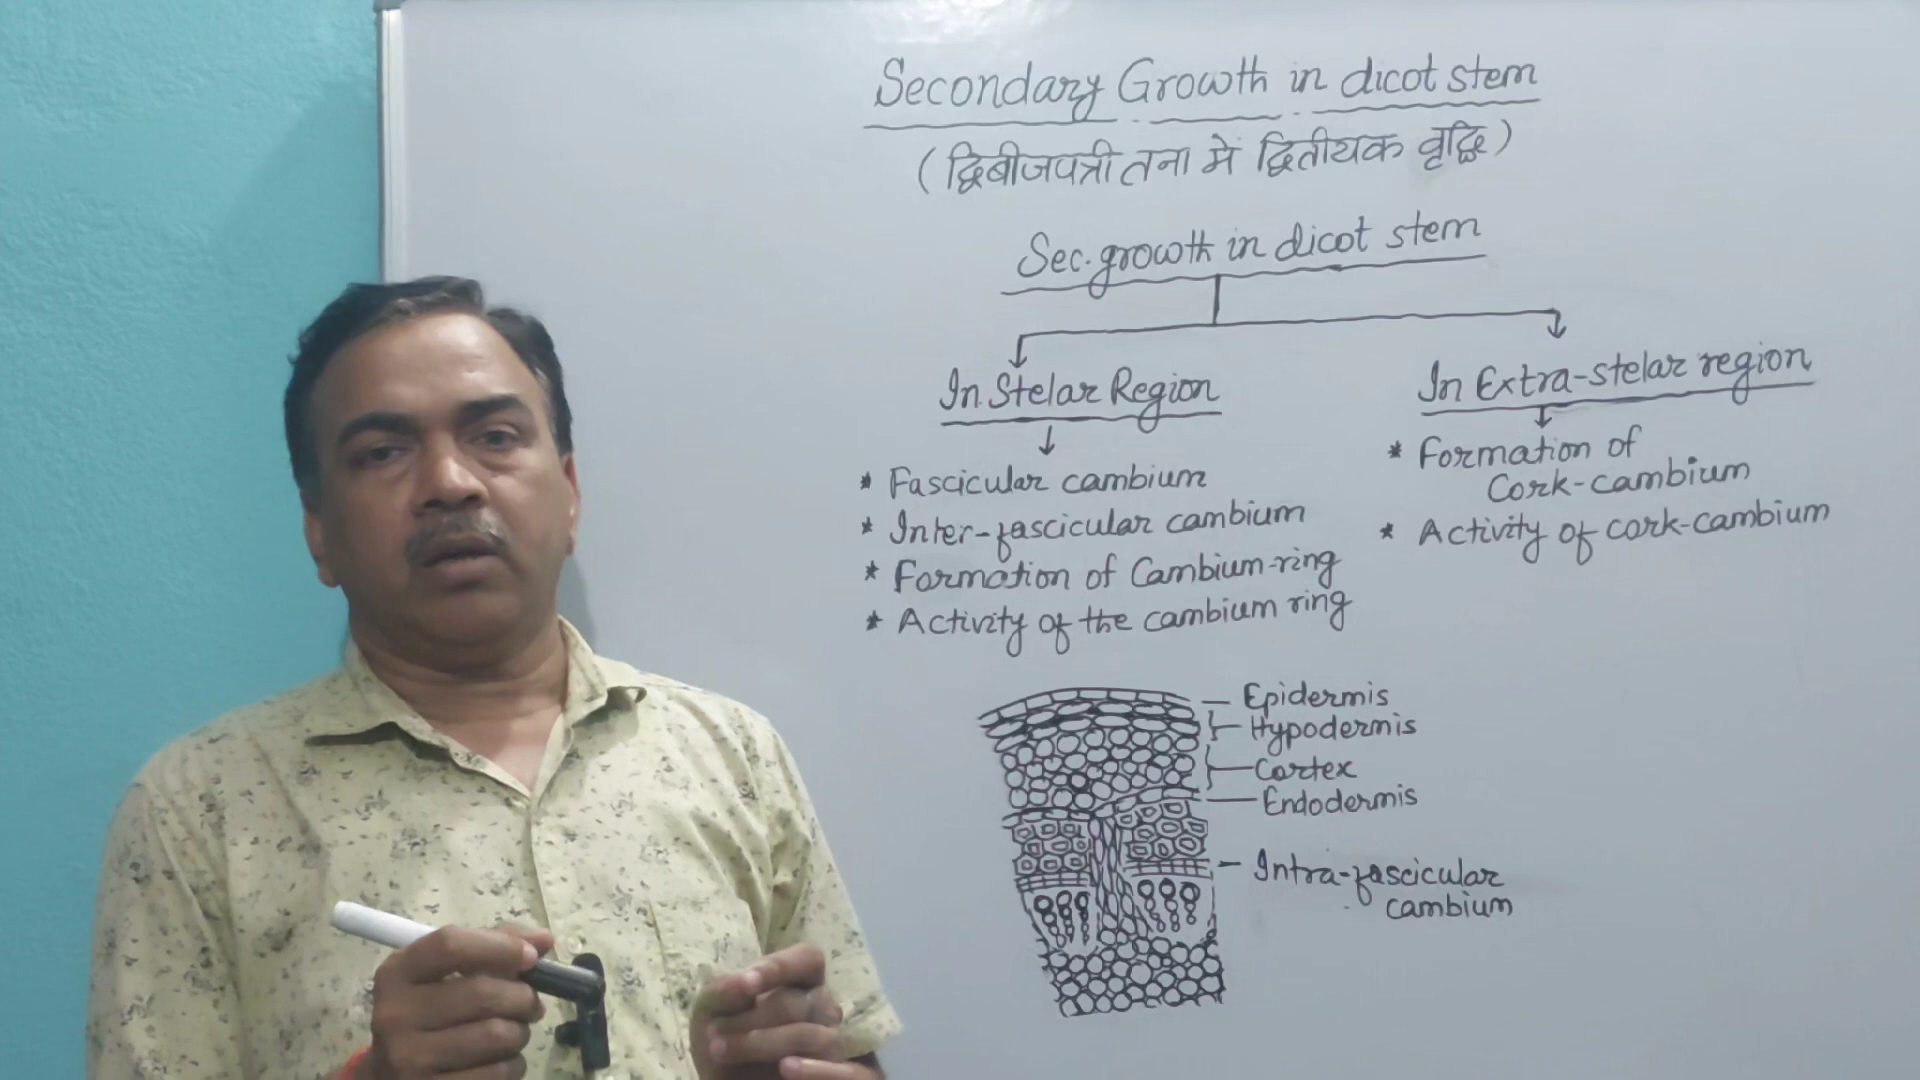 Secondary Growth in dicot stem
(द्विबीजपत्री तना में द्वितीयक वृद्धि)
Sec. growth in dicot stem
In Stelar Region
* Fascicular cambium
* Inter-fascicular cambium
* Formation of Cambium-ring
* Activity of the cambium ring
In Extra-stelar region
* Formation of
Cork-cambium
* Activity of cork-cambium
Epidermis
Hypodermis
Cortex
Endodermis
Intra-fascicular
cambium